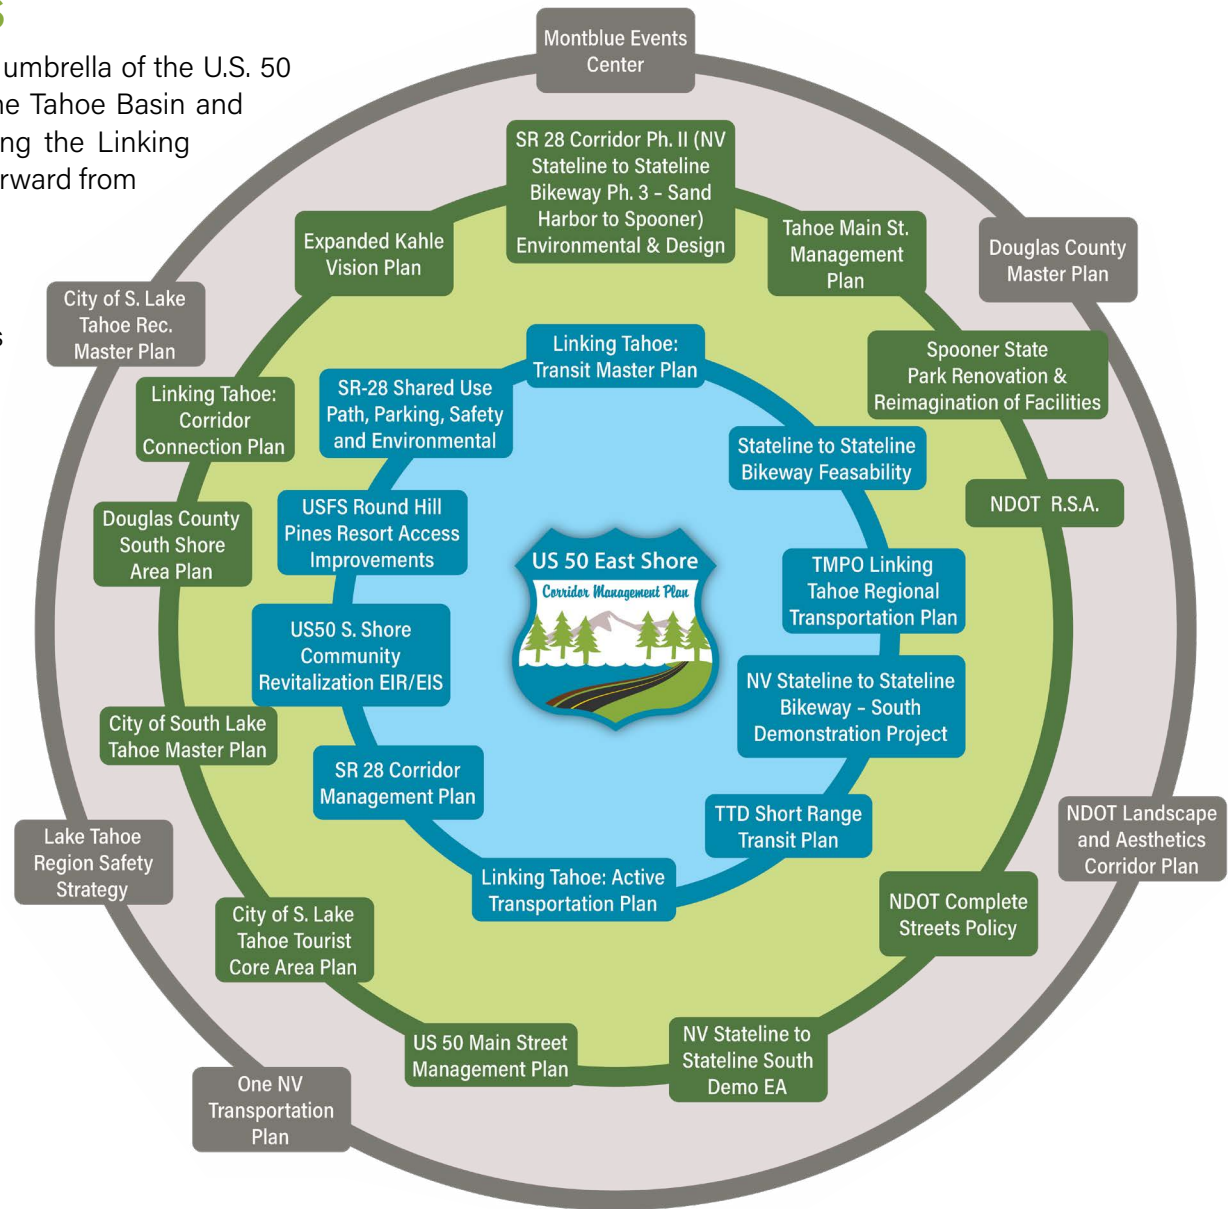 S
umbrella of the U.S. 50
ne Tahoe Basin and
ng the Linking
rward from
s
Montblue Events
Center
SR 28 Corridor Ph. II (NV
Stateline to Stateline
Bikeway Ph. 3 – Sand
Harbor to Spooner)
Environmental & Design
Expanded Kahle
Vision Plan
Tahoe Main St.
Management
Plan
Douglas County
Master Plan
City of S. Lake
Tahoe Rec.
Master Plan
Linking Tahoe:
Transit Master Plan
Spooner State
Park Renovation &
Reimagination of Facilities
SR-28 Shared Use
Path, Parking, Safety
and Environmental
Linking Tahoe:
Corridor
Connection Plan
Stateline to Stateline
Bikeway Feasability
USFS Round Hill
Pines Resort Access
Improvements
NDOT R.S.A.
Douglas County
South Shore
Area Plan
US 50 East Shore
Corridor Management Plan
TMPO Linking
Tahoe Regional
Transportation Plan
US50 S. Shore
Community
Revitalization EIR/EIS
NV Stateline to Stateline
Bikeway – South
Demonstration Project
City of South Lake
Tahoe Master Plan
SR 28 Corridor
Management Plan
TTD Short Range
Transit Plan
NDOT Landscape
and Aesthetics
Corridor Plan
Lake Tahoe
Region Safety
Strategy
Linking Tahoe: Active
Transportation Plan
NDOT Complete
Streets Policy
City of S. Lake
Tahoe Tourist
Core Area Plan
US 50 Main Street
Management Plan
NV Stateline to
Stateline South
Demo EA
One NV
Transportation
Plan